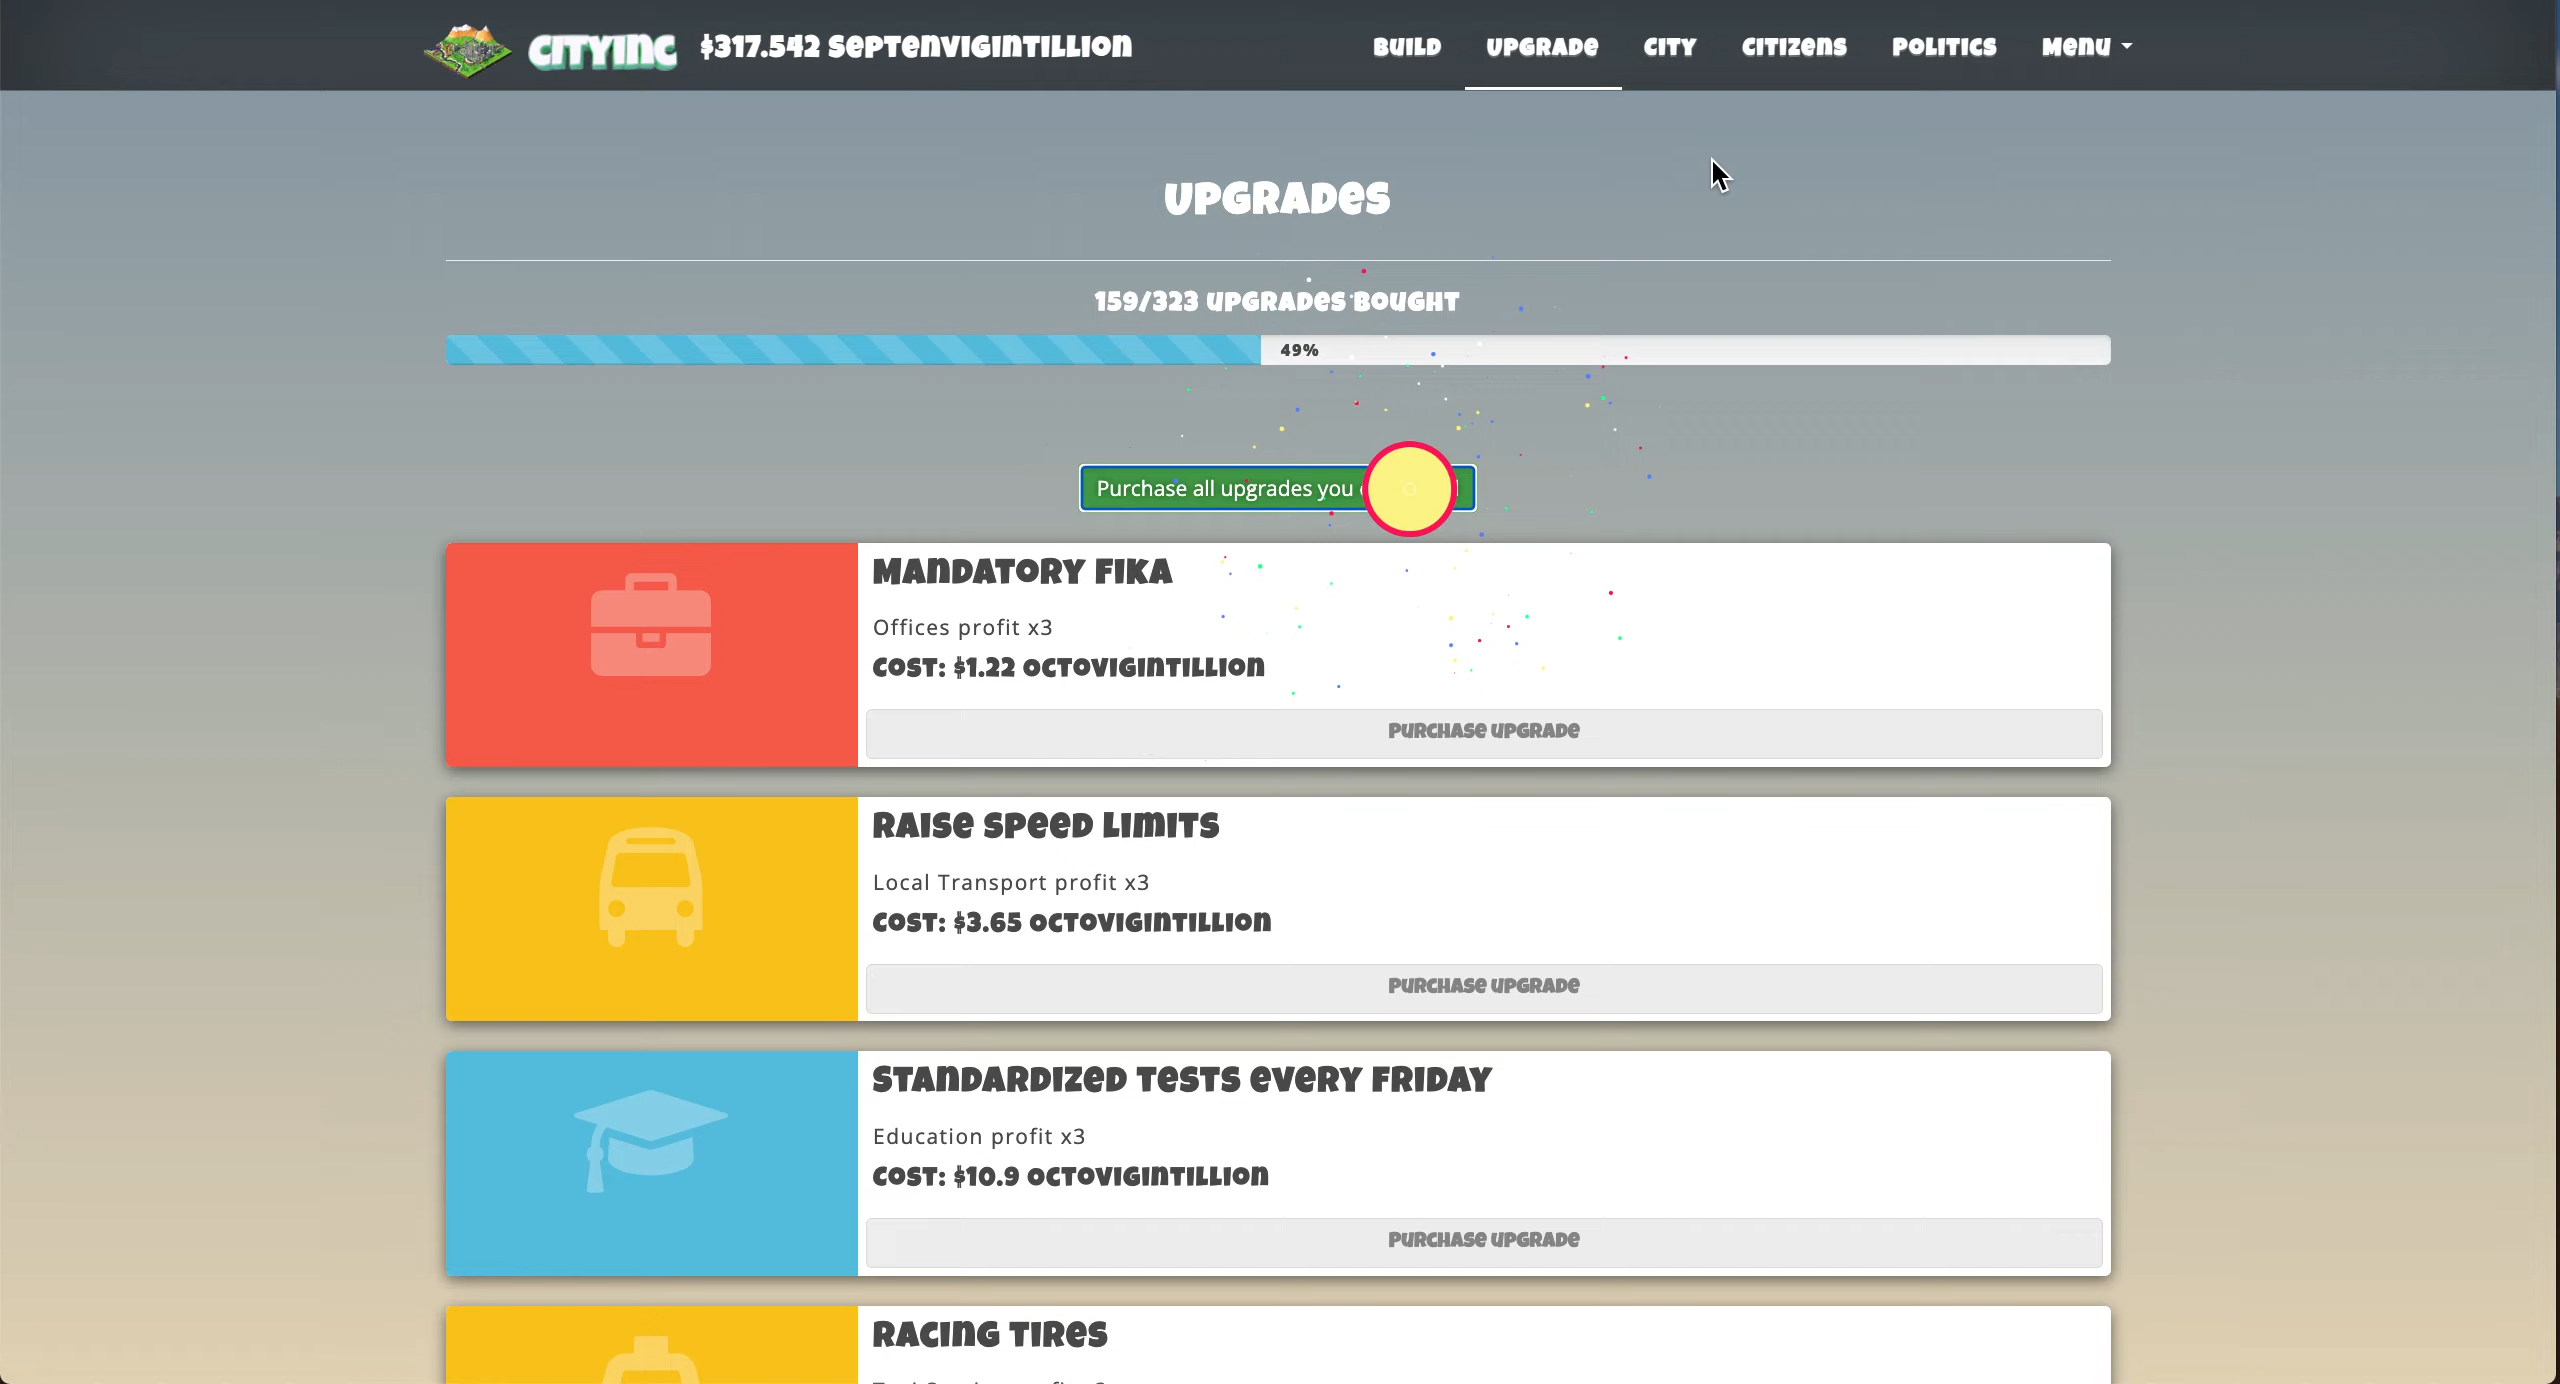 CITYINC $317.542 SEPTENVIGINTILLION BUILD UPGRADE CITY CITIZENS POLITICS MENU
UPGRADES
159/323 UPGRADES BOUGHT
49%
Purchase all upgrades you
MANDATORY FIKA
Offices profit x3
COST: $1.22 OCTOVIGINTILLION
PURCHASE UPGRADE
RAISE SPEED LIMITS
Local Transport profit x3
COST: $3.65 OCTOVIGINTILLION
PURCHASE UPGRADE
STANDARDIZED TESTS EVERY FRIDAY
Education profit x3
COST: $10.9 OCTOVIGINTILLION
PURCHASE UPGRADE
RACING TIRES